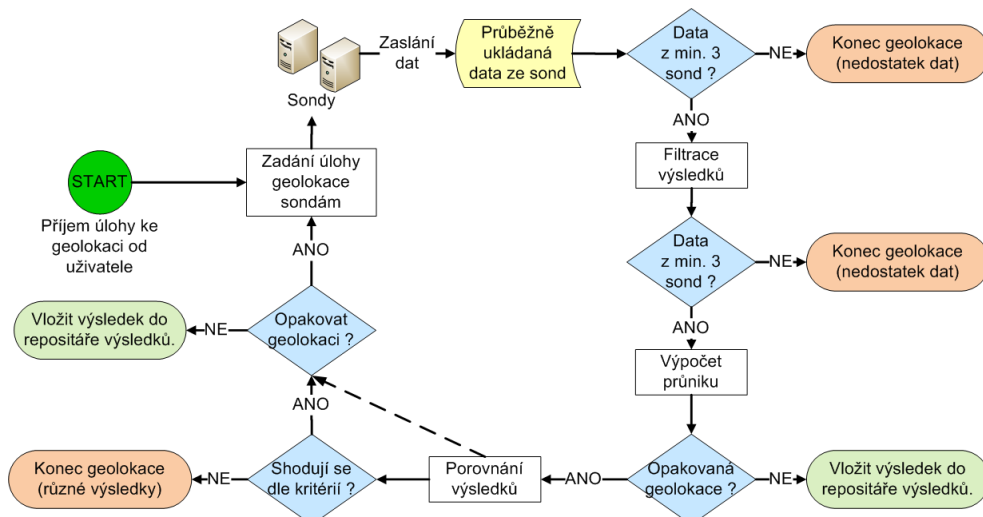 START
Příjem úlohy ke
geolokaci od
uživatele
Zadání úlohy
geolokace
sondám
Sondy
Zaslání
dat
Průběžně
ukládaná
data ze sond
Data
z min. 3
sond ?
NE
Konec geolokace
(nedostatek dat)
ANO
Filtrace
výsledků
Data
z min. 3
sond ?
NE
Konec geolokace
(nedostatek dat)
ANO
Výpočet
průniku
Opakovaná
geolokace ?
NE
Vložit výsledek do
repositáře výsledků.
ANO
Porovnání
výsledků
Shodují se
dle kritérií ?
NE
Konec geolokace
(různé výsledky)
ANO
Opakovat
geolokaci ?
NE
Vložit výsledek do
repositáře výsledků.
ANO